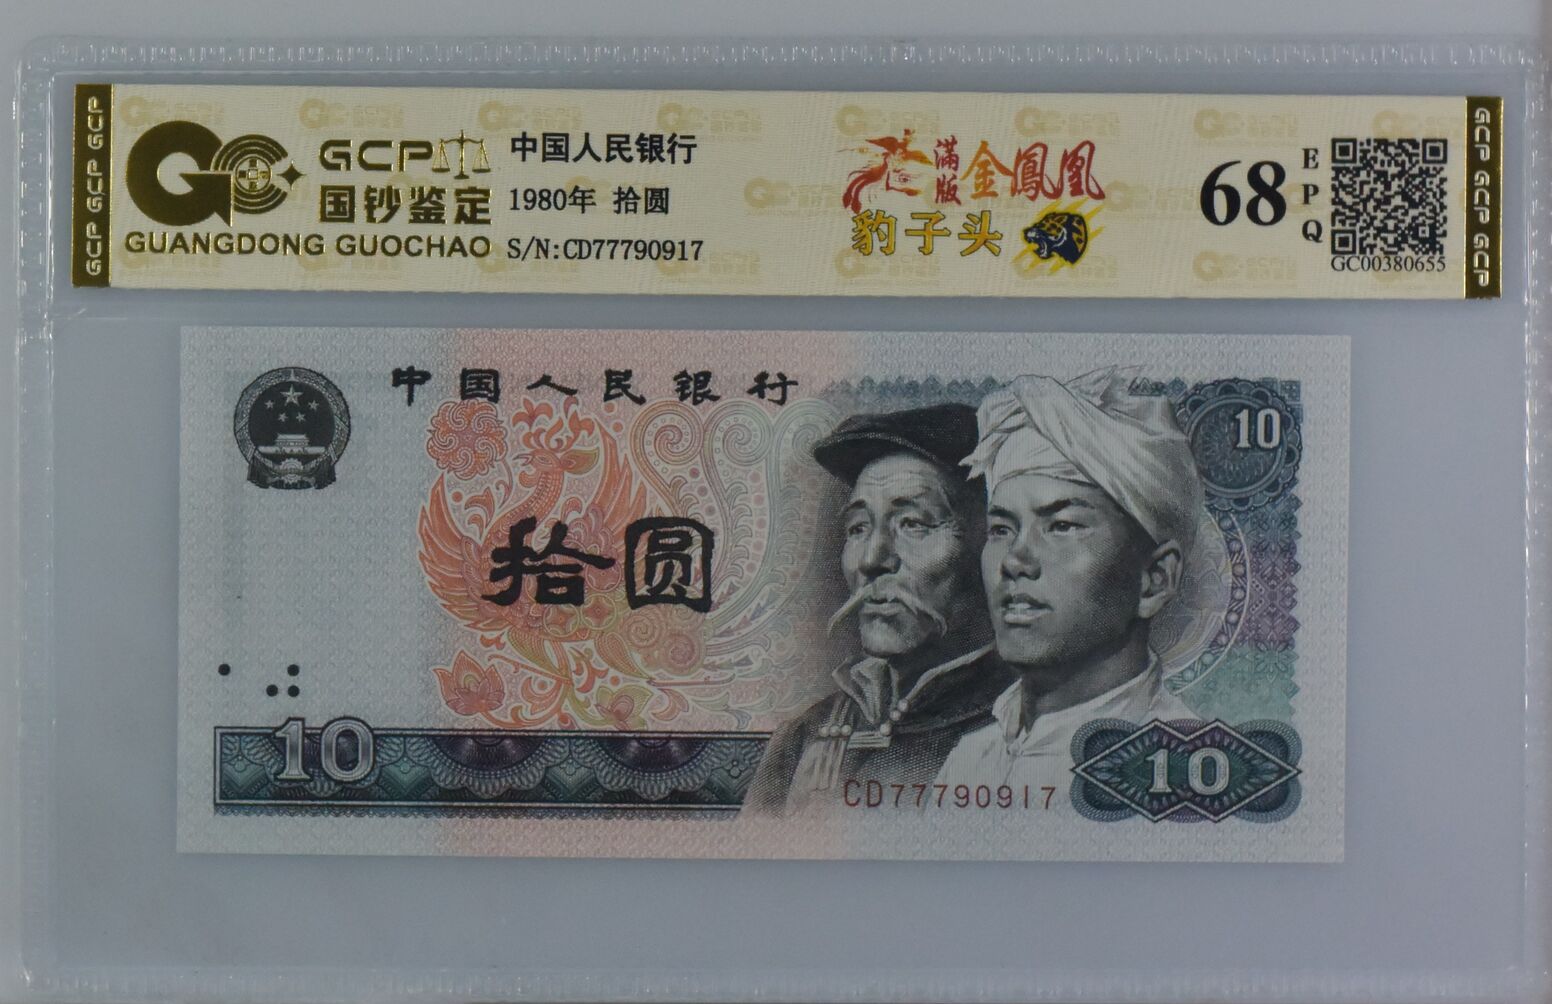 GCP GCP GCP
GCP
国钞鉴定
GUANGDONG GUOCHAO
中国人民银行
1980年 拾圆
S/N:CD77790917
满版
金鳳凰
豹子头
68
EPQ
GC00380655
GCP GCP GCP
中国人民银行
10
拾圆
10
CD77790917
10